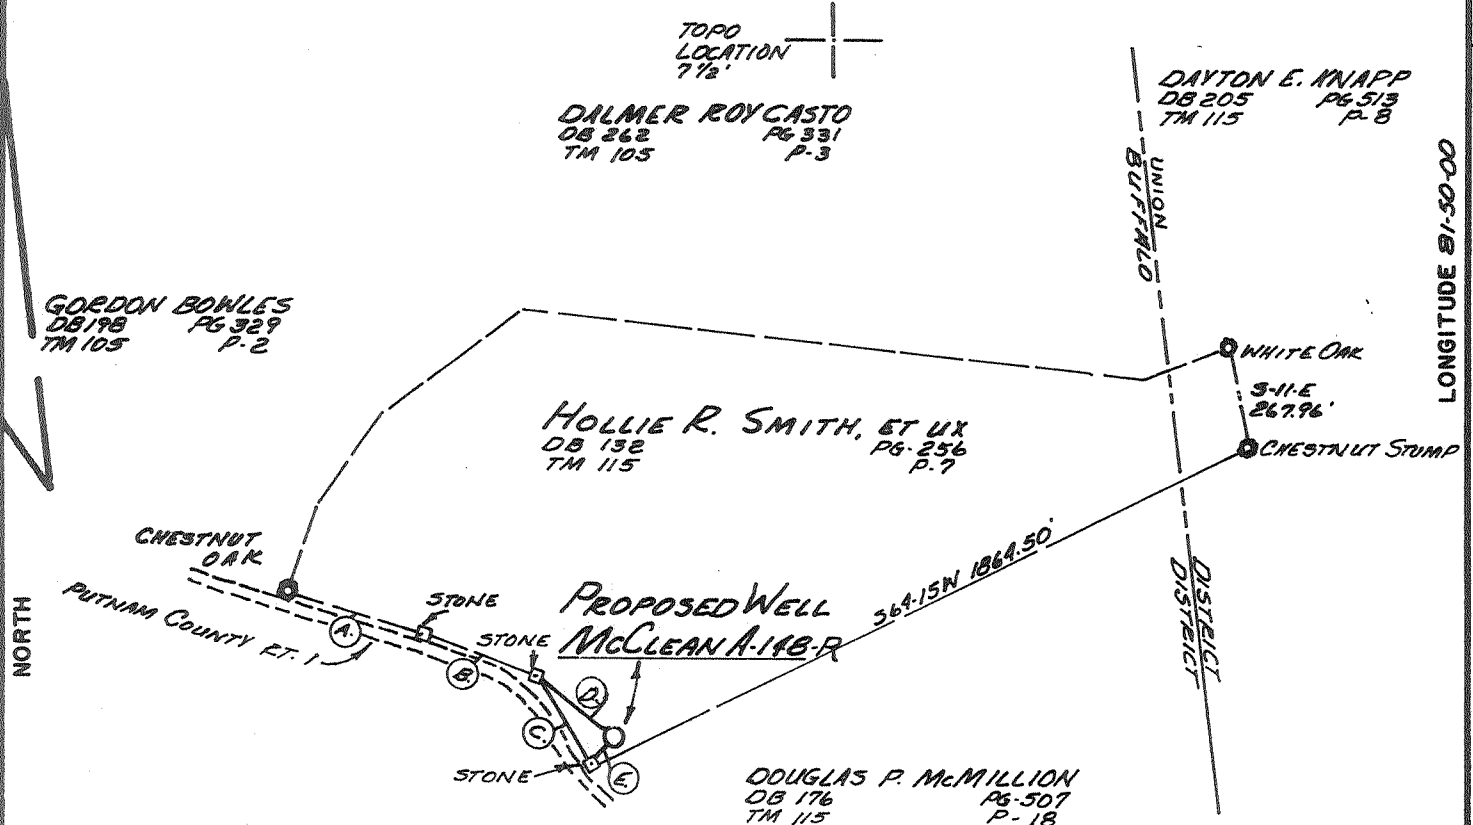 TOPO
LOCATION
7 1/2'
DALMER ROY CASTO
DB 262 PG 331
TM 105 P-3
DAYTON E. KNAPP
DB 205 PG 513
TM 115 P-8
UNION
BUFFALO
LONGITUDE 81-50-00
GORDON BOWLES
DB 198 PG 329
TM 105 P-2
WHITE OAK
S-11-E
267.96'
CHESTNUT STUMP
HOLLIE R. SMITH, ET UX
DB 132 PG-256
TM 115 P.7
CHESTNUT
OAK
PUTNAM COUNTY RT. 1
NORTH
STONE
STONE
PROPOSED WELL
McCLEAN A-148-R
S64-15W 1864.50'
DISTRICT
DISTRICT
A.
B.
C.
D.
E.
STONE
DOUGLAS P. McMILLION
DB 176 PG-507
TM 115 P-18